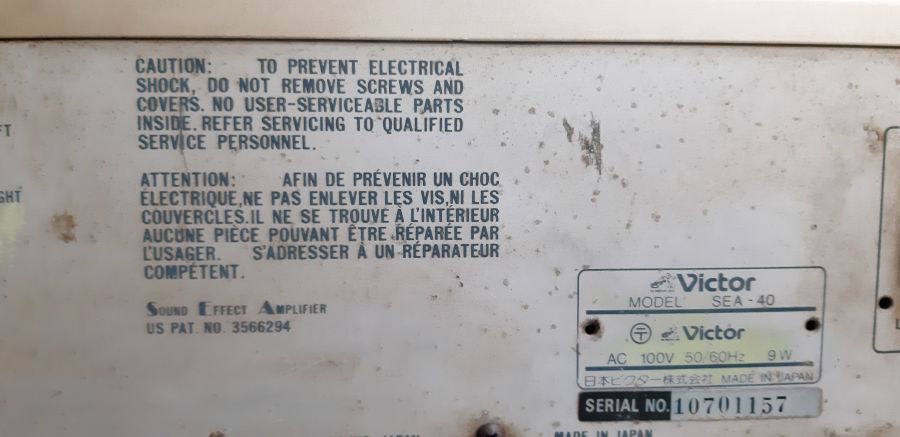 CAUTION: TO PREVENT ELECTRICAL
SHOCK, DO NOT REMOVE SCREWS AND
COVERS. NO USER-SERVICEABLE PARTS
INSIDE. REFER SERVICING TO QUALIFIED
SERVICE PERSONNEL.
ATTENTION: AFIN DE PRÉVENIR UN CHOC
ÉLECTRIQUE,NE PAS ENLEVER LES VIS,NI LES
COUVERCLES.IL NE SE TROUVE À L'INTÉRIEUR
AUCUNE PIÈCE POUVANT ÊTRE RÉPARÉE PAR
L'USAGER. S'ADRESSER À UN RÉPARATEUR
COMPÉTENT.
SOUND EFFECT AMPLIFIER
US PAT. NO. 3566294
Victor
MODEL SEA-40
〒 Victor
AC 100V 50/60Hz 9W
日本ビクター株式会社 MADE IN JAPAN
SERIAL NO. 10701157
MADE IN JAPAN